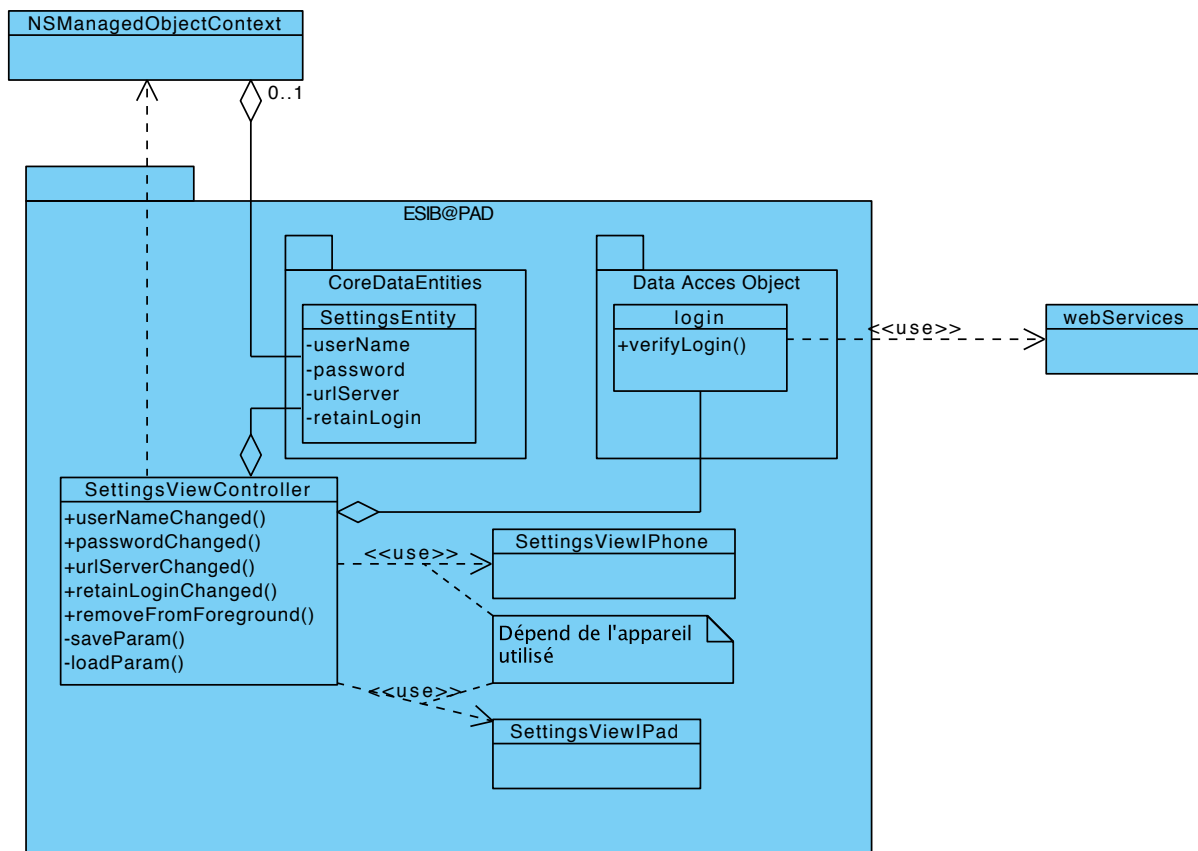 NSManagedObjectContext
0..1
ESIB@PAD
CoreDataEntities
SettingsEntity
-userName
-password
-urlServer
-retainLogin
Data Acces Object
login
+verifyLogin()
<<use>>
webServices
SettingsViewController
+userNameChanged()
+passwordChanged()
+urlServerChanged()
+retainLoginChanged()
+removeFromForeground()
-saveParam()
-loadParam()
<<use>>
SettingsViewIPhone
Dépend de l'appareil
utilisé
<<use>>
SettingsViewIPad